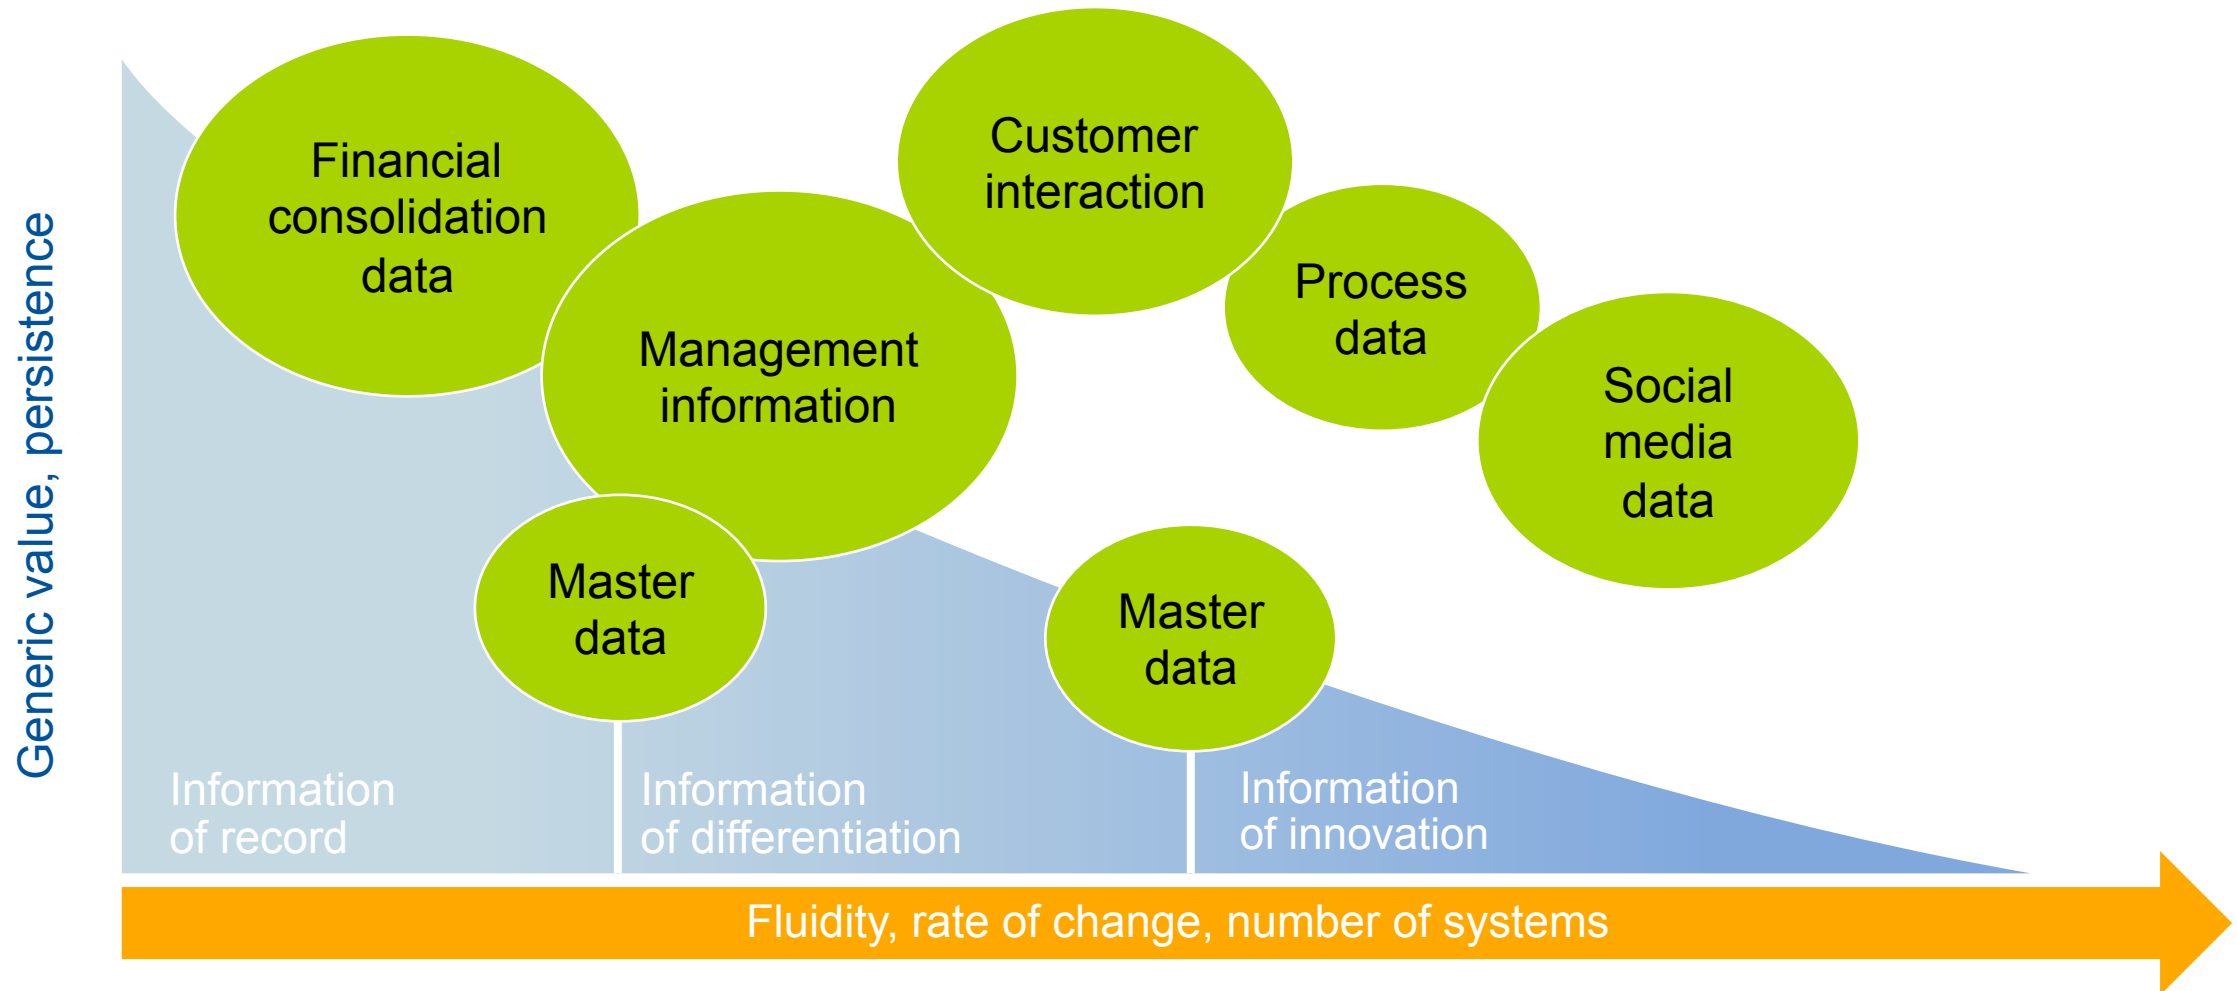 Generic value, persistence
Financial
consolidation
data
Management
information
Customer
interaction
Process
data
Social
media
data
Master
data
Master
data
Information
of record
Information
of differentiation
Information
of innovation
Fluidity, rate of change, number of systems